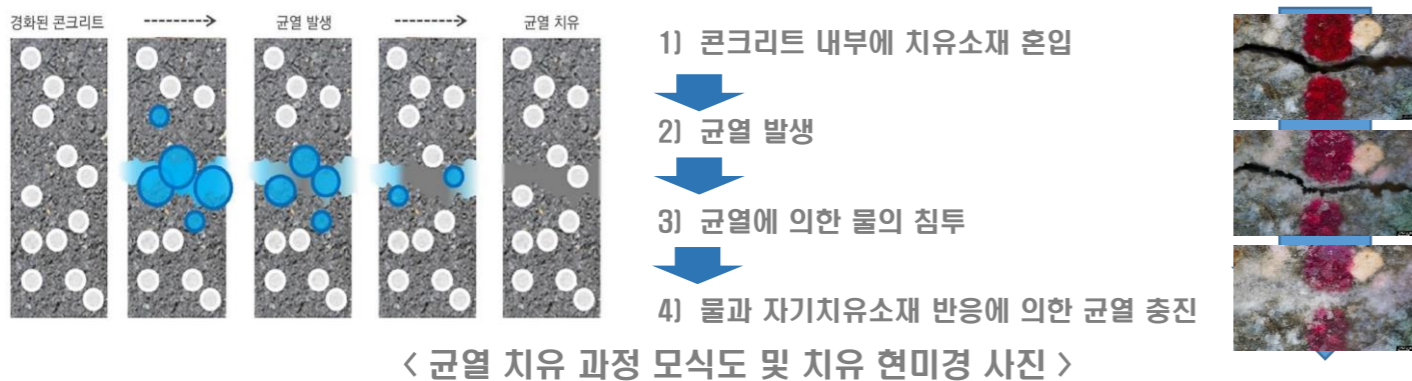 경화된 콘크리트 균열 발생 균열 치유
1) 콘크리트 내부에 치유소재 혼입
2) 균열 발생
3) 균열에 의한 물의 침투
4) 물과 자기치유소재 반응에 의한 균열 충진
< 균열 치유 과정 모식도 및 치유 현미경 사진 >